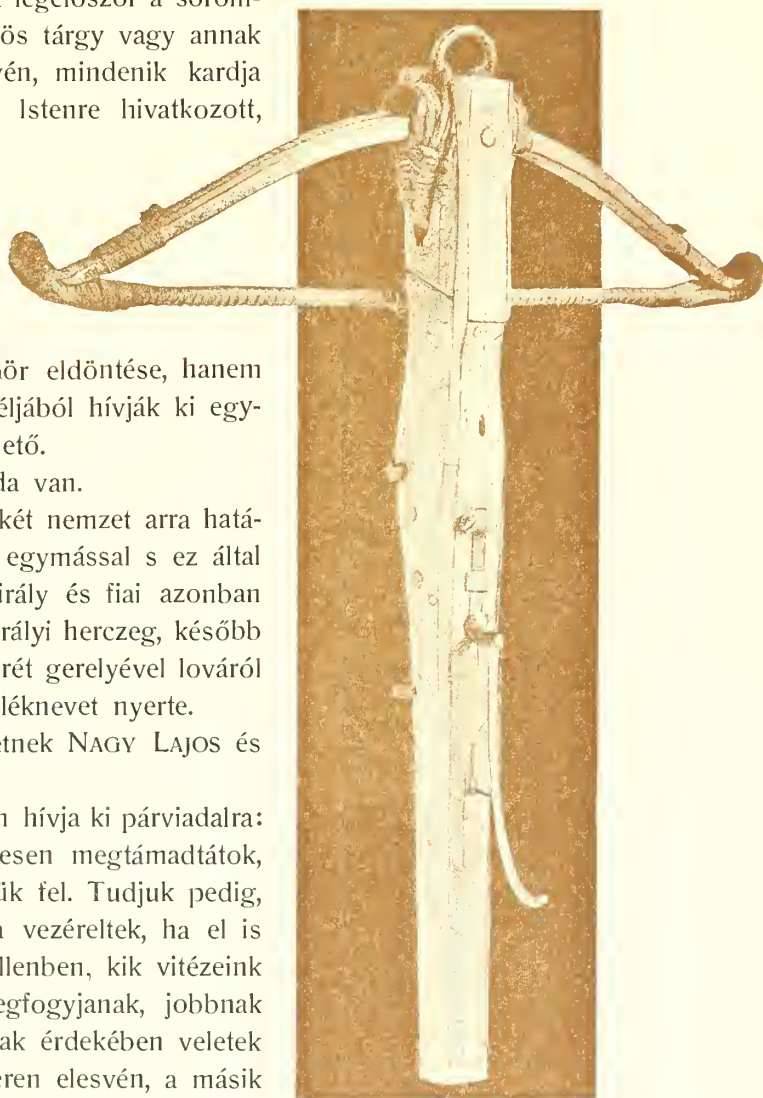 legelőször a sorom-
ös tárgy vagy annak
vén, mindenik kardja
Istenre hivatkozott,
ör eldöntése, hanem
éljából hívják ki egy-
ető.
da van.
két nemzet arra hatá-
egymással s ez által
irály és fiai azonban
rályi herczeg, később
rét gerelyével lováról
léknevet nyerte.
etnek NAGY LAJOS és
hívja ki párviadalra:
esen megtámadtátok,
ük fel. Tudjuk pedig,
vezéreltek, ha el is
llenben, kik vitézeink
egfogyjanak, jobbnak
ak érdekében veletek
eren elesvén, a másik